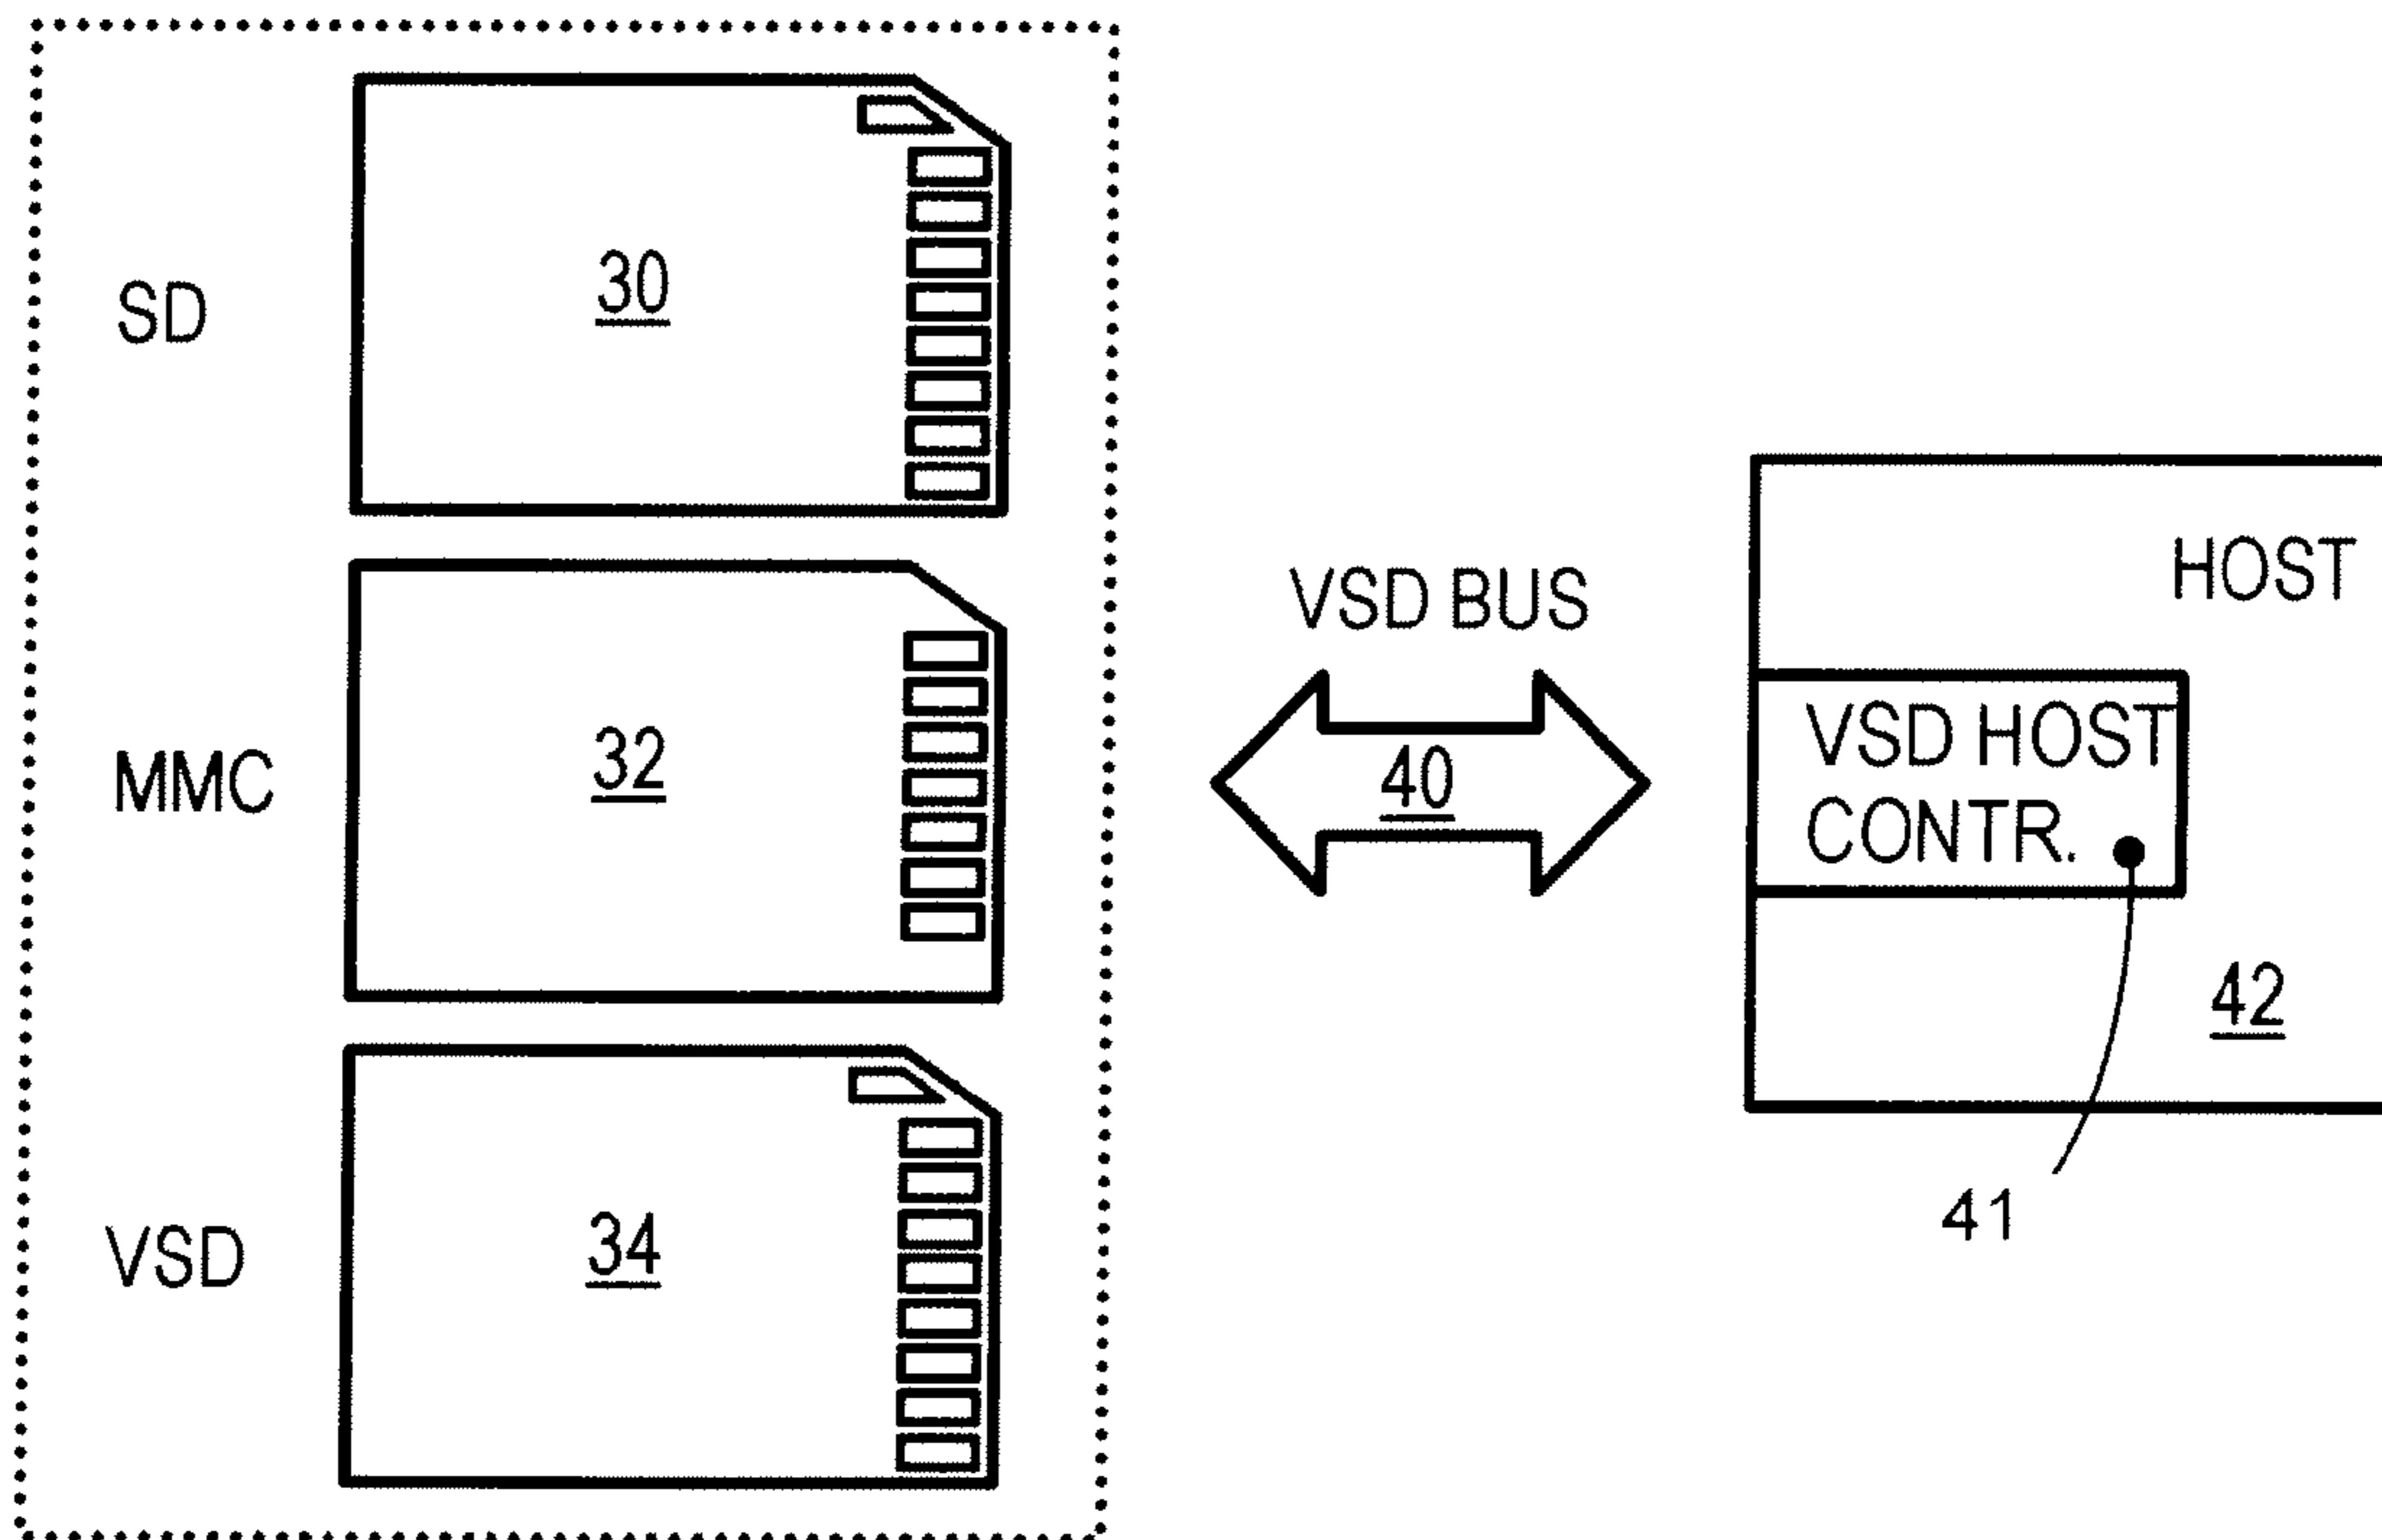 SD
30
MMC
32
VSD
34
VSD BUS
40
HOST
VSD HOST
CONTR.
42
41